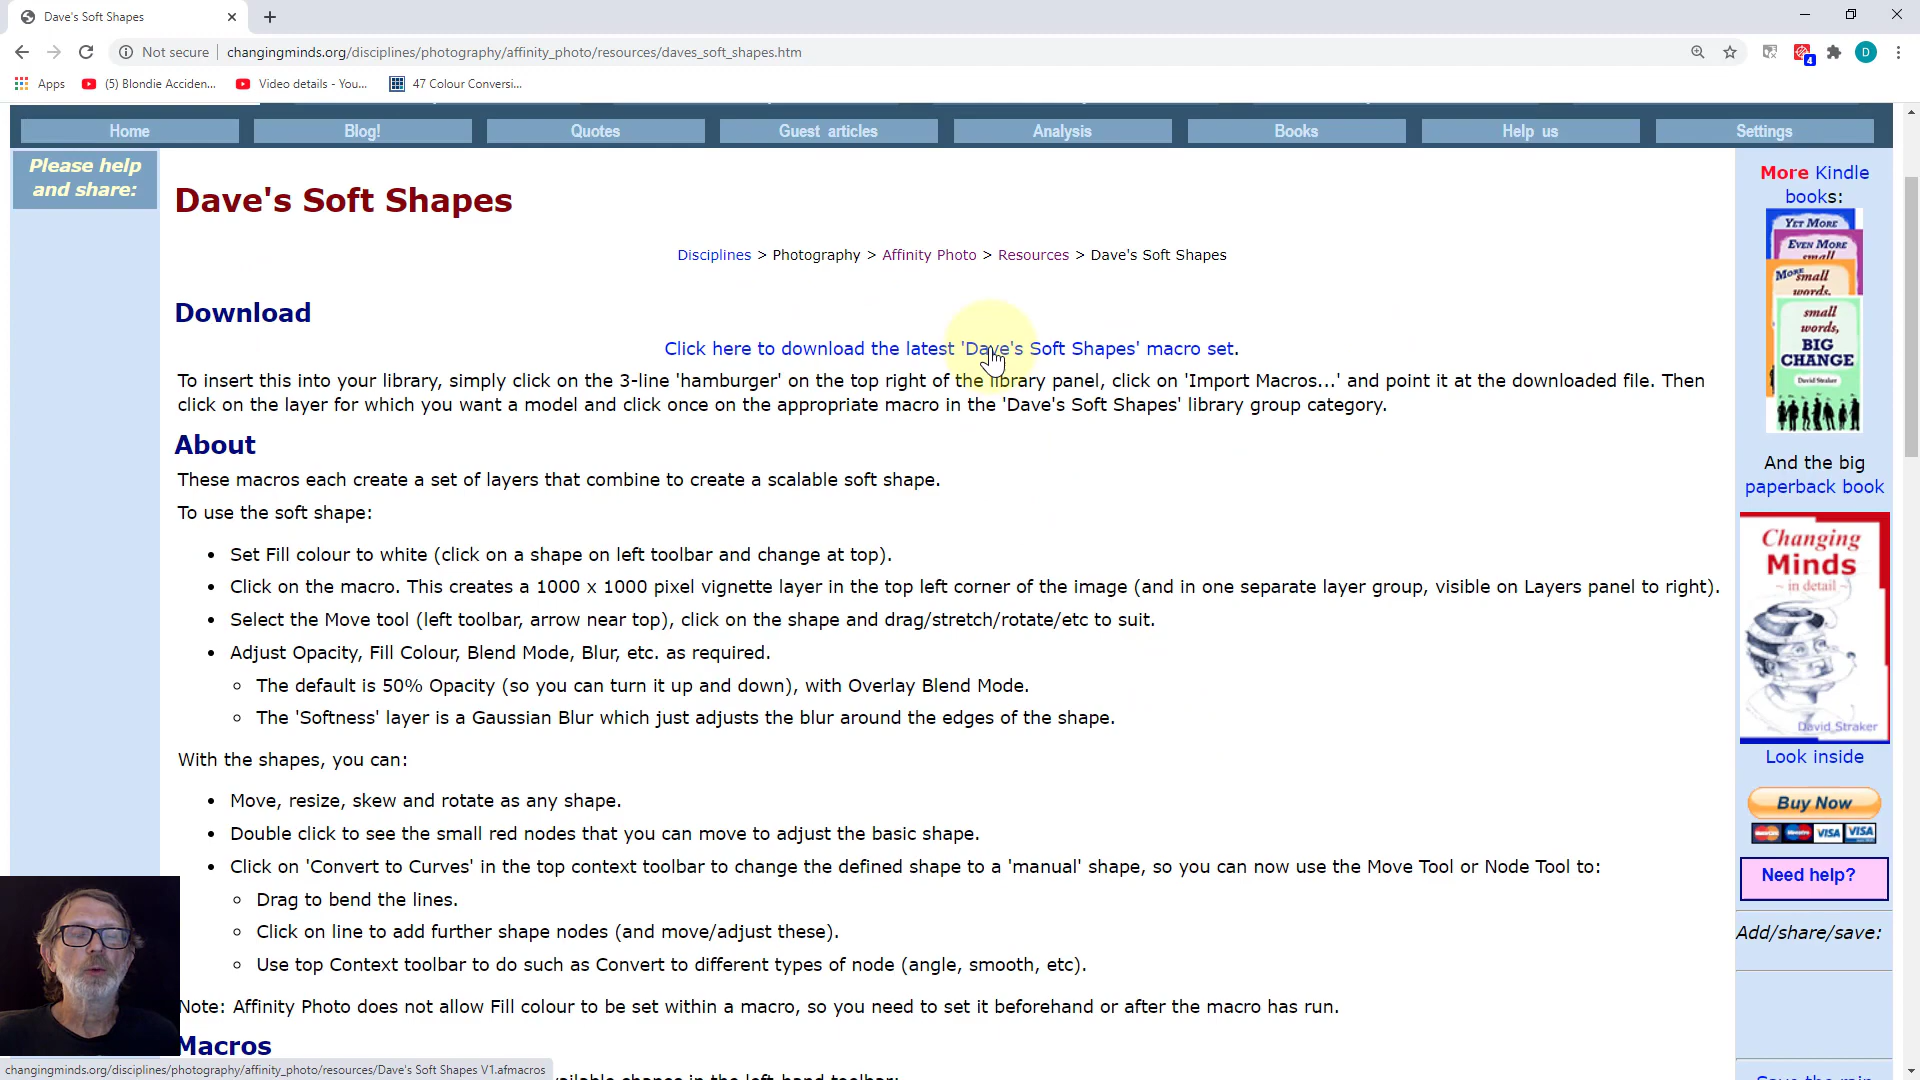 Dave's Soft Shapes
Not secure
changingminds.org/disciplines/photography/affinity_photo/resources/daves_soft_shapes.htm
4
D
Apps
(5) Blondie Acciden...
Video details - You...
47 Colour Conversi...
Home
Blog!
Quotes
Guest articles
Analysis
Books
Help us
Settings
Please help
and share:
Dave's Soft Shapes
Disciplines > Photography > Affinity Photo > Resources > Dave's Soft Shapes
Download
Click here to download the latest 'Dave's Soft Shapes' macro set.
To insert this into your library, simply click on the 3-line 'hamburger' on the top right of the library panel, click on 'Import Macros...' and point it at the downloaded file. Then
click on the layer for which you want a model and click once on the appropriate macro in the 'Dave's Soft Shapes' library group category.
About
These macros each create a set of layers that combine to create a scalable soft shape.
To use the soft shape:
• Set Fill colour to white (click on a shape on left toolbar and change at top).
• Click on the macro. This creates a 1000 x 1000 pixel vignette layer in the top left corner of the image (and in one separate layer group, visible on Layers panel to right).
• Select the Move tool (left toolbar, arrow near top), click on the shape and drag/stretch/rotate/etc to suit.
• Adjust Opacity, Fill Colour, Blend Mode, Blur, etc. as required.
◦ The default is 50% Opacity (so you can turn it up and down), with Overlay Blend Mode.
◦ The 'Softness' layer is a Gaussian Blur which just adjusts the blur around the edges of the shape.
With the shapes, you can:
• Move, resize, skew and rotate as any shape.
• Double click to see the small red nodes that you can move to adjust the basic shape.
• Click on 'Convert to Curves' in the top context toolbar to change the defined shape to a 'manual' shape, so you can now use the Move Tool or Node Tool to:
◦ Drag to bend the lines.
◦ Click on line to add further shape nodes (and move/adjust these).
◦ Use top Context toolbar to do such as Convert to different types of node (angle, smooth, etc).
Note: Affinity Photo does not allow Fill colour to be set within a macro, so you need to set it beforehand or after the macro has run.
Macros
changingminds.org/disciplines/photography/affinity_photo/resources/Dave's Soft Shapes V1.afmacros
More Kindle
books:
YET MORE
EVEN MORE
small
MORE small
words,
small
words,
BIG
CHANGE
David Straker
And the big
paperback book
Changing
Minds
~ in detail ~
David Straker
Look inside
Buy Now
VISA
VISA
Need help?
Add/share/save: